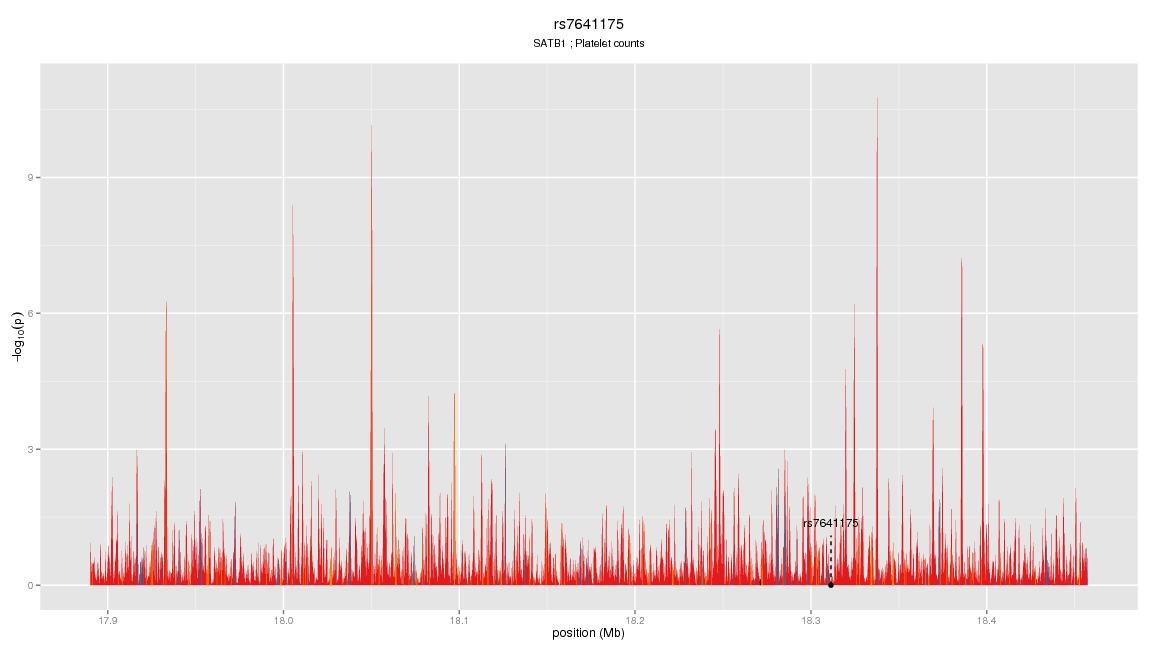 rs7641175
SATB1 ; Platelet counts
−log10(p)
9
6
3
0
rs7641175
17.9 18.0 18.1 18.2 18.3 18.4
position (Mb)